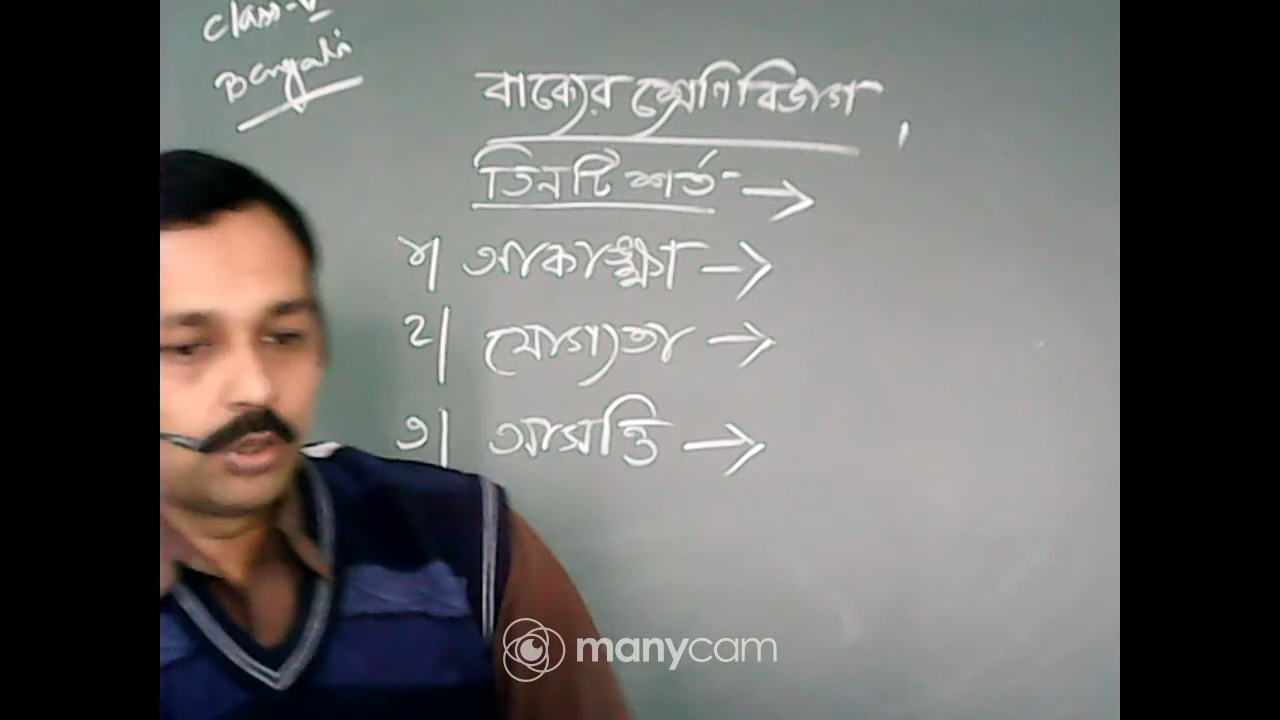 Class-V
Bengali
বাক্যের শ্রেণিবিভাগ,
তিনটি শর্ত →
১| আকাঙ্ক্ষা →
২| যোগ্যতা →
৩| আসত্তি →
manycam